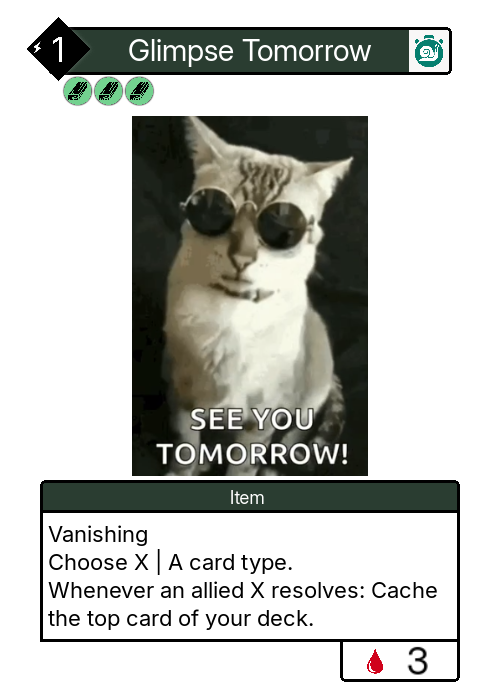 1
Glimpse Tomorrow
SEE YOU
TOMORROW!
Item
Vanishing
Choose X | A card type.
Whenever an allied X resolves: Cache
the top card of your deck.
3